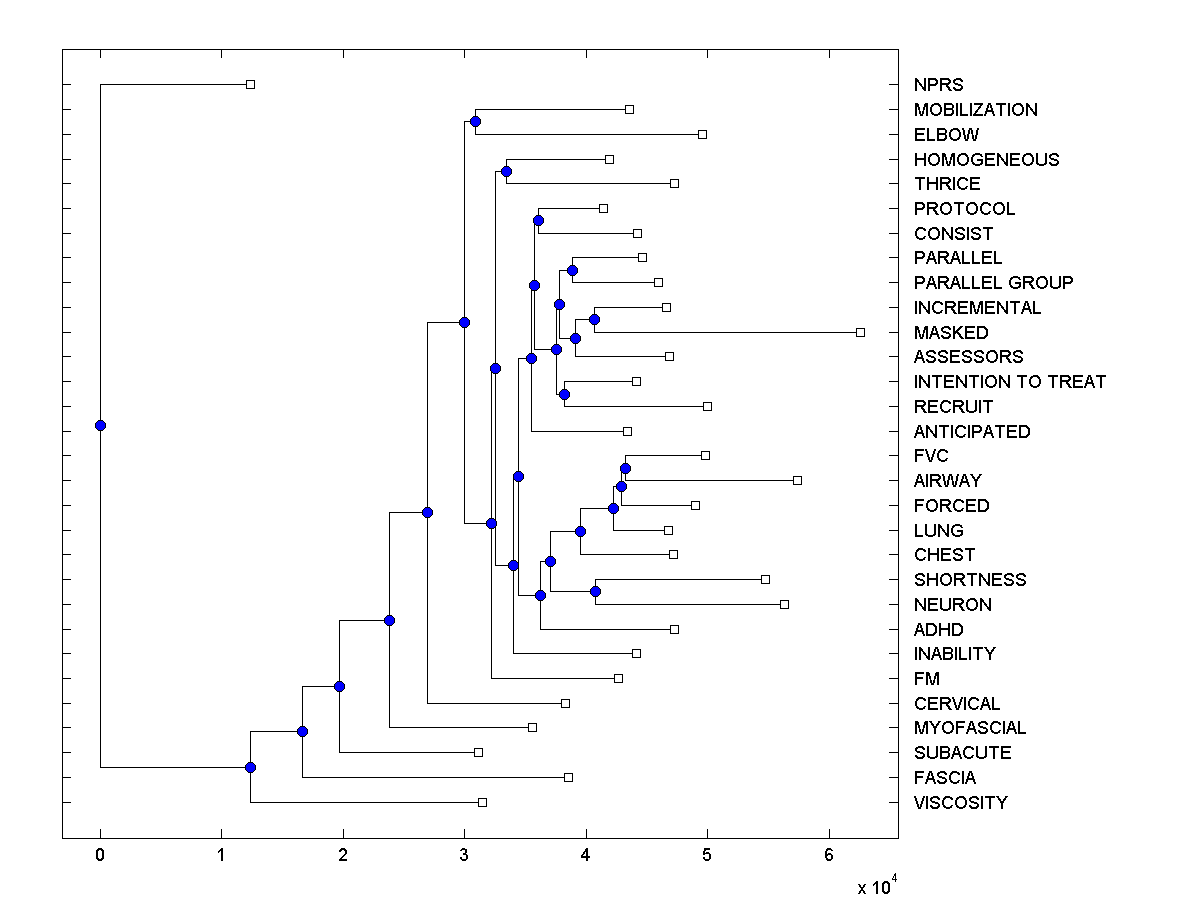 NPRS
MOBILIZATION
ELBOW
HOMOGENEOUS
THRICE
PROTOCOL
CONSIST
PARALLEL
PARALLEL GROUP
INCREMENTAL
MASKED
ASSESSORS
INTENTION TO TREAT
RECRUIT
ANTICIPATED
FVC
AIRWAY
FORCED
LUNG
CHEST
SHORTNESS
NEURON
ADHD
INABILITY
FM
CERVICAL
MYOFASCIAL
SUBACUTE
FASCIA
VISCOSITY
0 1 2 3 4 5 6
x 10^4